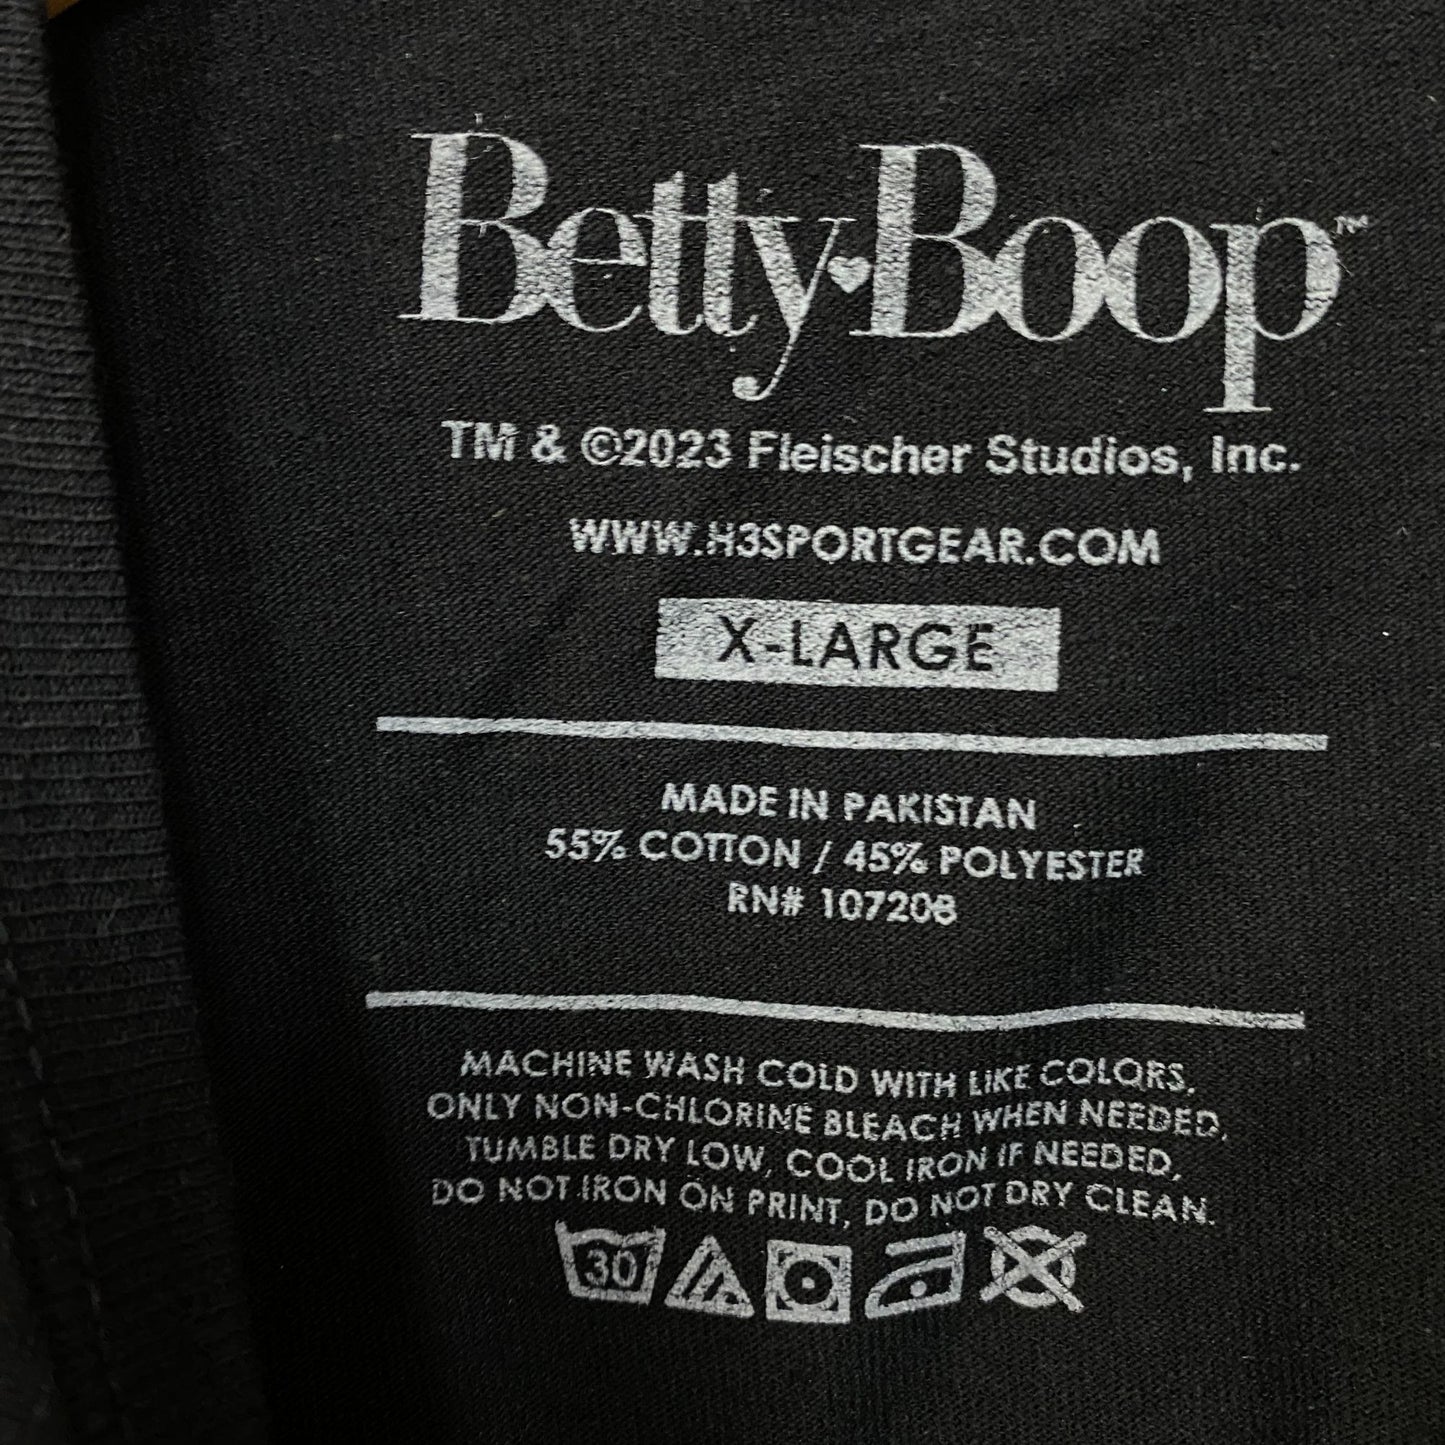 Betty Boop™
TM & ©2023 Fleischer Studios, Inc.
WWW.H3SPORTGEAR.COM
X-LARGE
MADE IN PAKISTAN
55% COTTON / 45% POLYESTER
RN# 107208
MACHINE WASH COLD WITH LIKE COLORS,
ONLY NON-CHLORINE BLEACH WHEN NEEDED,
TUMBLE DRY LOW, COOL IRON IF NEEDED,
DO NOT IRON ON PRINT, DO NOT DRY CLEAN.
30